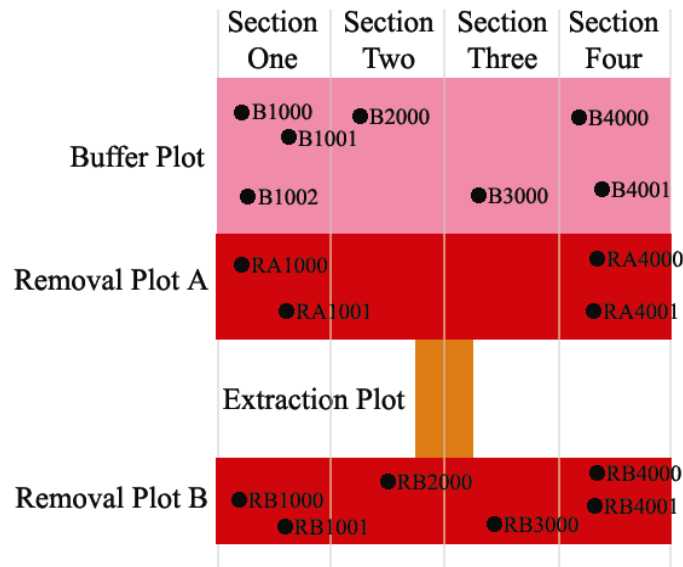 Section One
Section Two
Section Three
Section Four
Buffer Plot
B1000
B1001
B1002
B2000
B3000
B4000
B4001
Removal Plot A
RA1000
RA1001
RA4000
RA4001
Extraction Plot
Removal Plot B
RB1000
RB1001
RB2000
RB3000
RB4000
RB4001